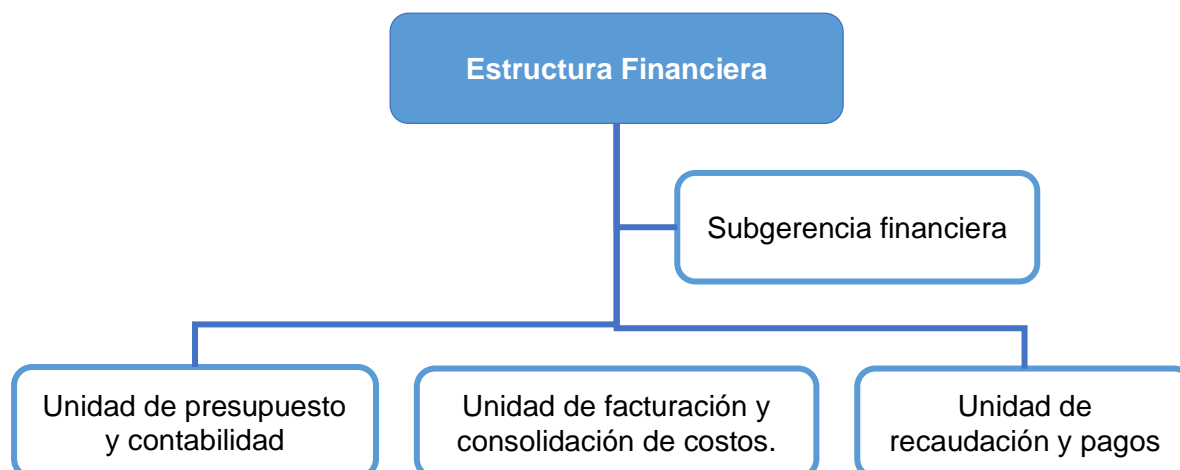 Estructura Financiera
Subgerencia financiera
Unidad de presupuesto
y contabilidad
Unidad de facturación y
consolidación de costos.
Unidad de
recaudación y pagos